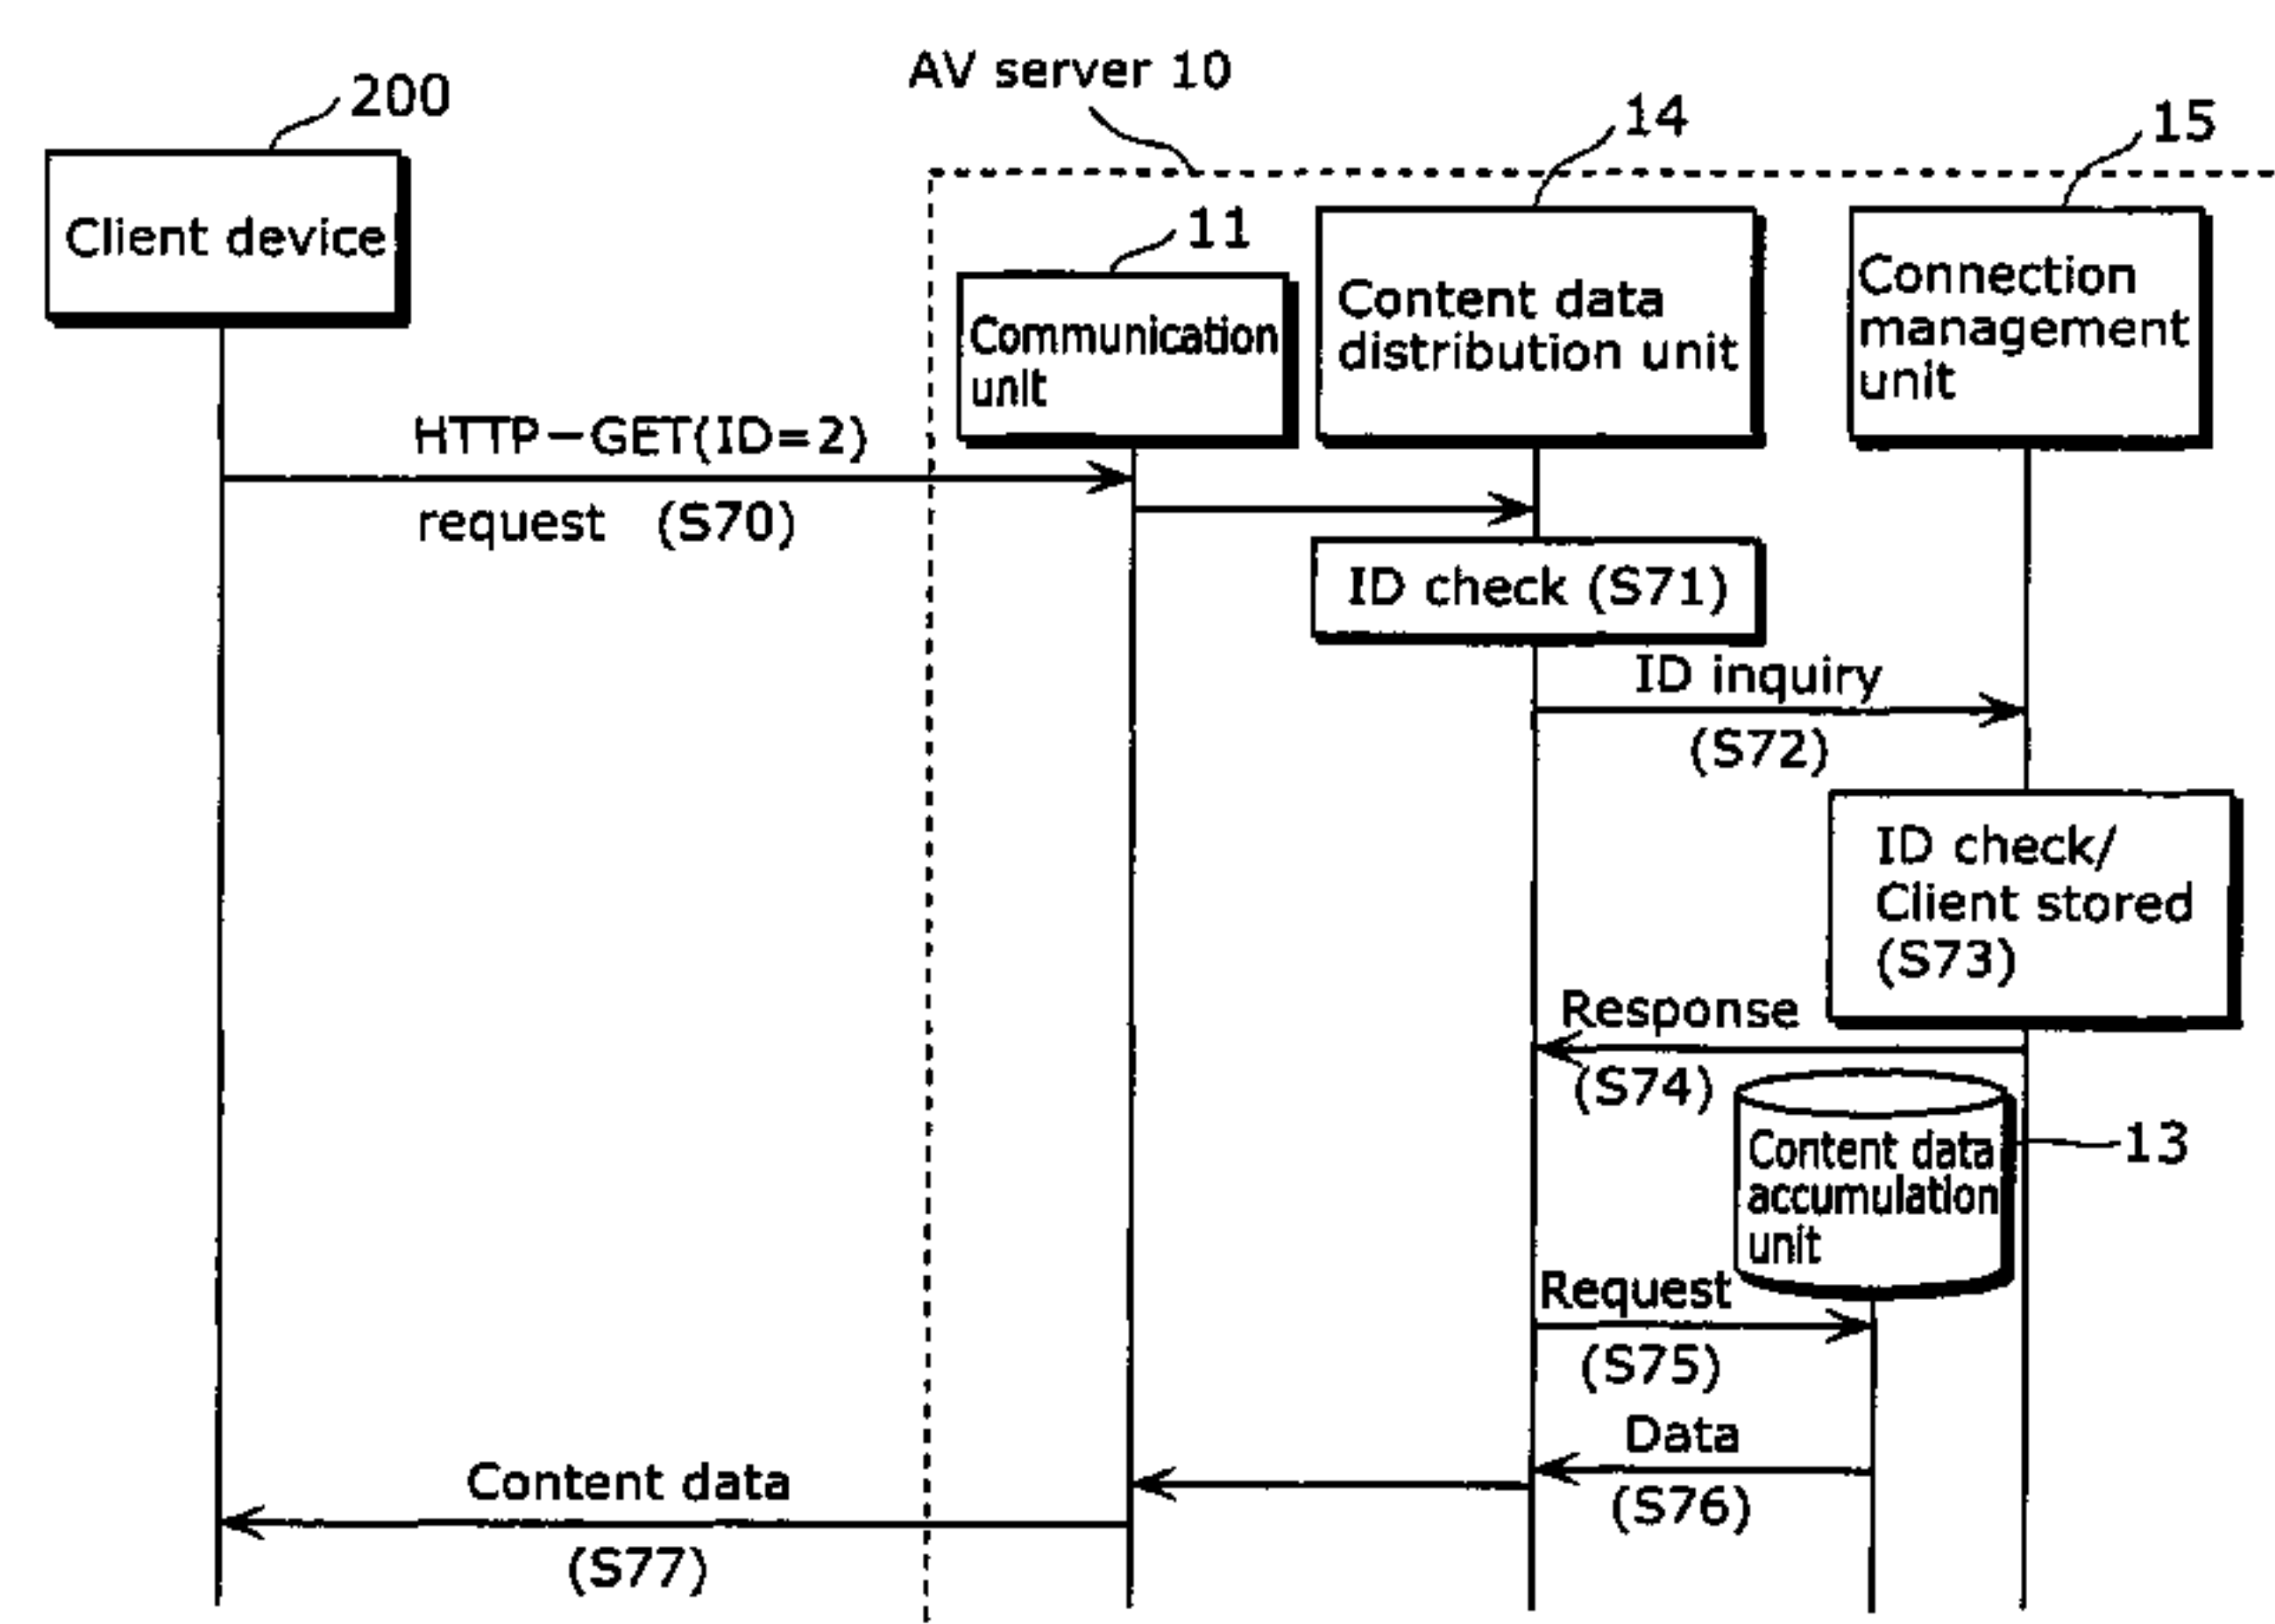 AV server 10
200
14
15
Client device
11
Communication
unit
Content data
distribution unit
Connection
management
unit
HTTP-GET(ID=2)
request (S70)
ID check (S71)
ID inquiry
(S72)
ID check/
Client stored
(S73)
Response
(S74)
Content data
accumulation
unit
13
Request
(S75)
Data
(S76)
Content data
(S77)